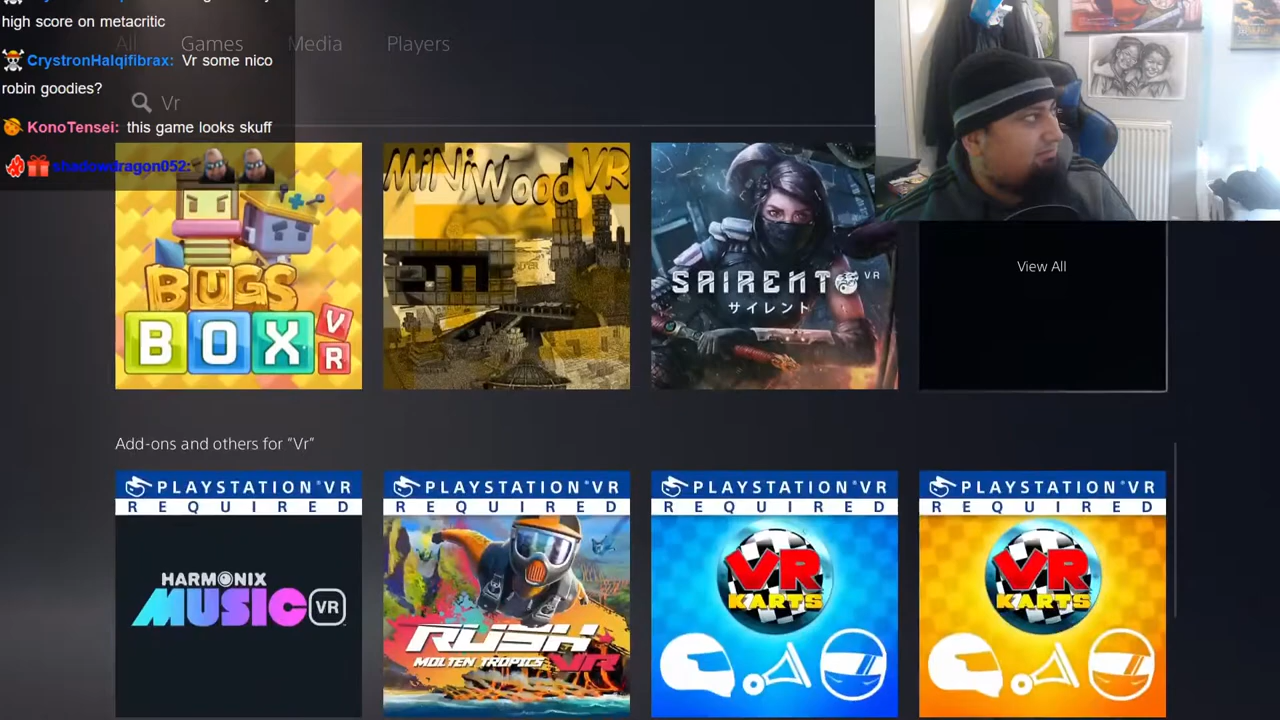 high score on metacritic
CrystronHalqifibrax: Vr some nico
robin goodies?
KonoTensei: this game looks skuff
shadowdragon052:
All Games Media Players
Vr
BUGS
BOX
VR
MiNiWood VR
SAIRENTO VR
サイレント
View All
Add-ons and others for “Vr”
PLAYSTATION®VR
REQUIRED
HARMONIX
MUSIC VR
PLAYSTATION®VR
REQUIRED
RUSH
MOLTEN TROPICS VR
PLAYSTATION®VR
REQUIRED
VR
KARTS
PLAYSTATION®VR
REQUIRED
VR
KARTS